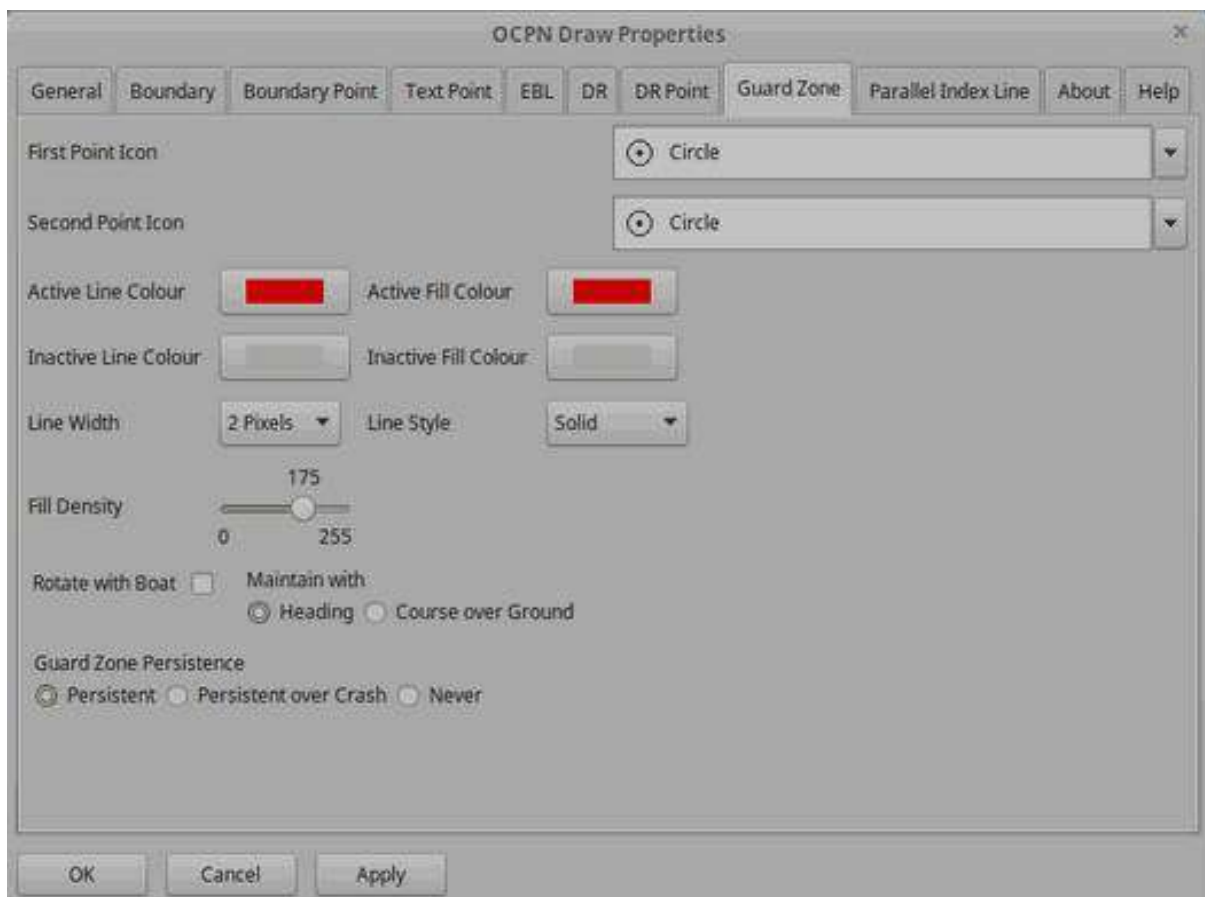 OCPN Draw Properties
General Boundary Boundary Point Text Point EBL DR DR Point Guard Zone Parallel Index Line About Help
First Point Icon Circle
Second Point Icon Circle
Active Line Colour Active Fill Colour
Inactive Line Colour Inactive Fill Colour
Line Width 2 Pixels Line Style Solid
175
Fill Density
0 255
Rotate with Boat Maintain with
Heading Course over Ground
Guard Zone Persistence
Persistent Persistent over Crash Never
OK Cancel Apply